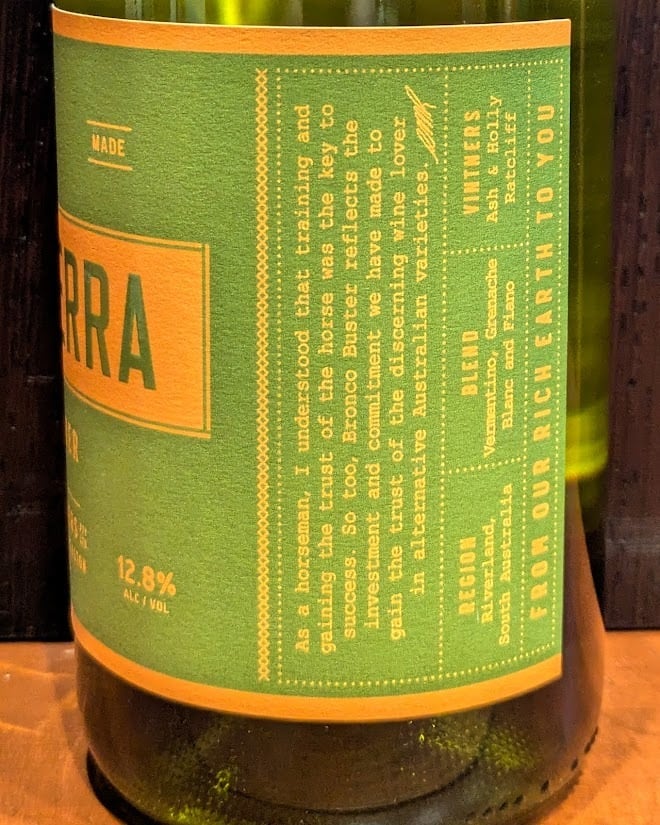 MADE
ERRA
12.8%
ALC / VOL
As a horseman, I understood that training and
gaining the trust of the horse was the key to
success. So too, Bronco Buster reflects the
investment and commitment we have made to
gain the trust of the discerning wine lover
in alternative Australian varieties.
REGION
Riverland,
South Australia
BLEND
Vermentino, Grenache
Blanc and Fiano
VINTNERS
Ash & Holly
Ratcliff
FROM OUR RICH EARTH TO YOU